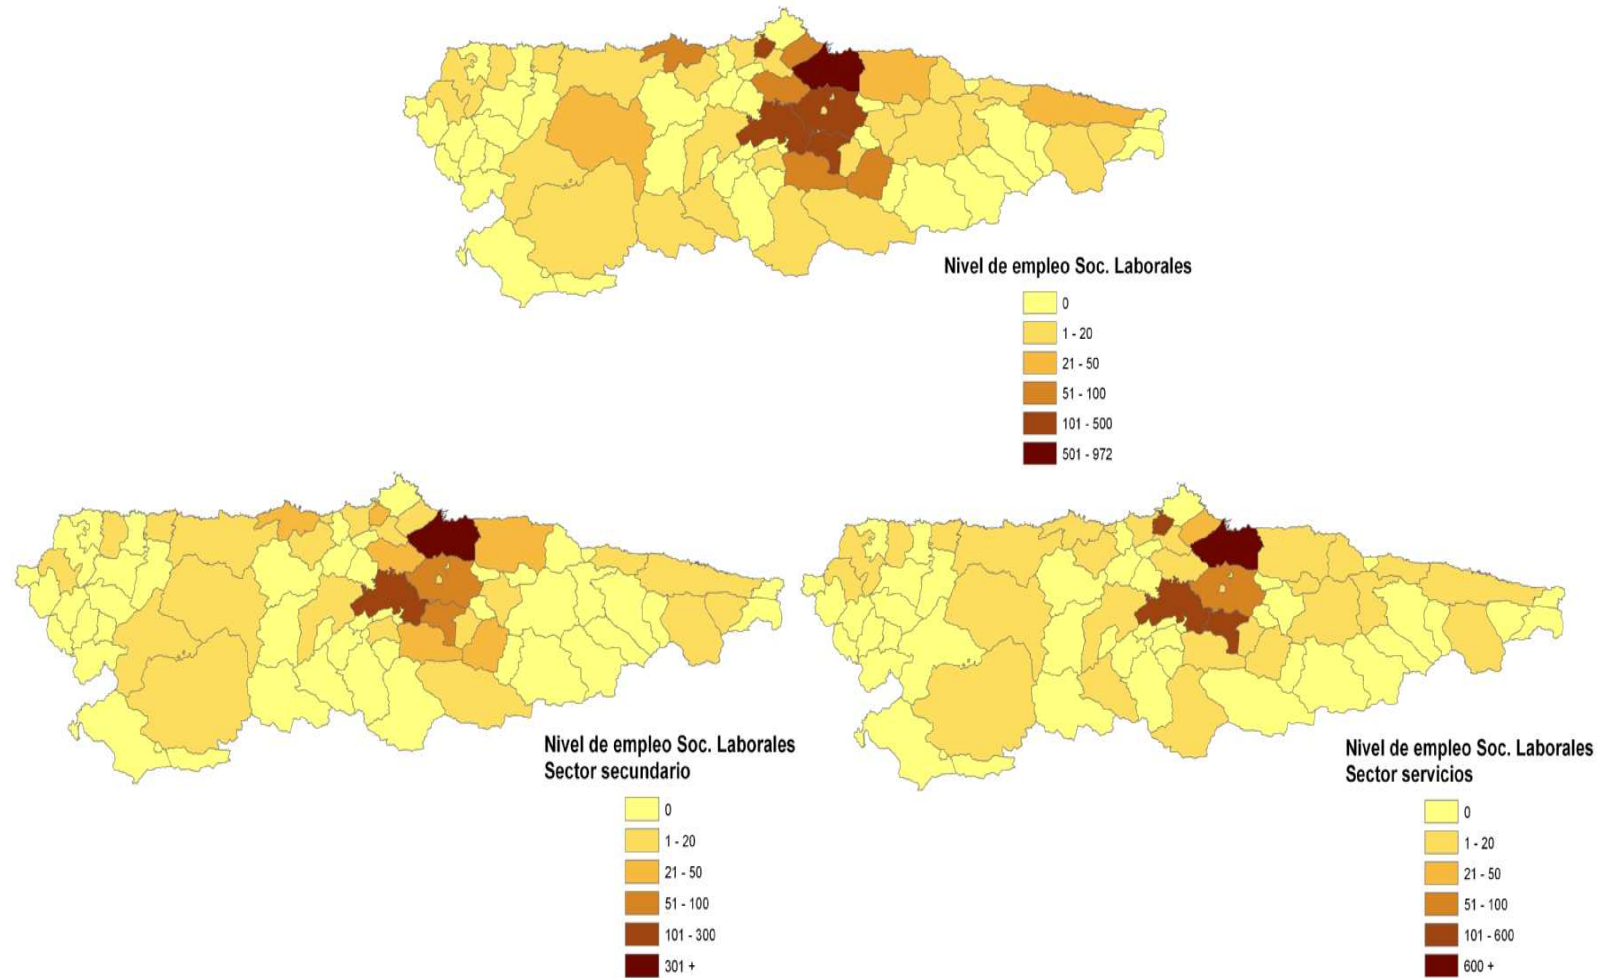 Nivel de empleo Soc. Laborales
0
1 - 20
21 - 50
51 - 100
101 - 500
501 - 972
Nivel de empleo Soc. Laborales
Sector secundario
0
1 - 20
21 - 50
51 - 100
101 - 300
301 +
Nivel de empleo Soc. Laborales
Sector servicios
0
1 - 20
21 - 50
51 - 100
101 - 600
600 +